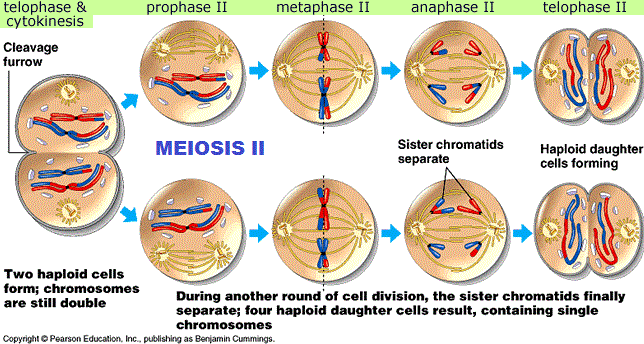 telophase &
cytokinesis
prophase II
metaphase II
anaphase II
telophase II
Cleavage
furrow
MEIOSIS II
Sister chromatids
separate
Haploid daughter
cells forming
Two haploid cells
form; chromosomes
are still double
During another round of cell division, the sister chromatids finally
separate; four haploid daughter cells result, containing single
chromosomes
Copyright © Pearson Education, Inc., publishing as Benjamin Cummings.